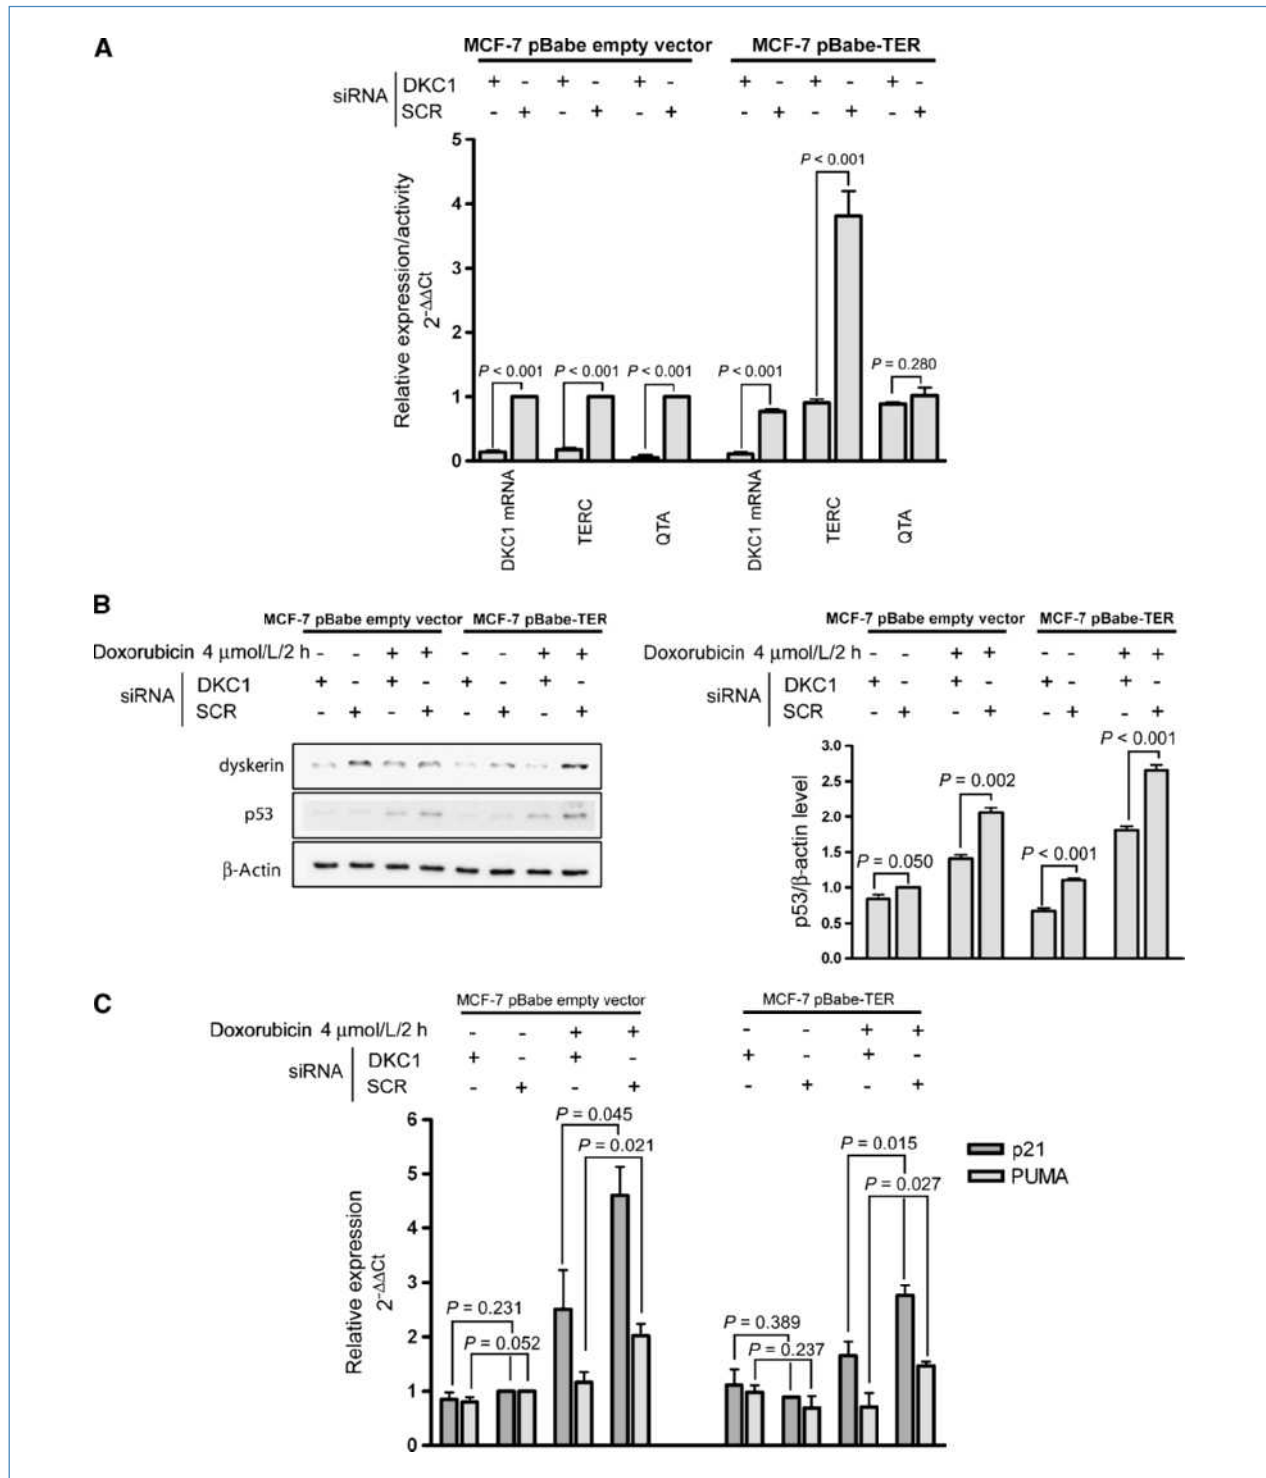 A
MCF-7 pBabe empty vector MCF-7 pBabe-TER
siRNA DKC1 + - + - + - + - + - + -
SCR - + - + - + - + - + - +
Relative expression/activity
2-ΔΔCt
5
4
3
2
1
0
P < 0.001
P < 0.001 P < 0.001 P < 0.001 P < 0.001 P = 0.280
DKC1 mRNA TERC QTA DKC1 mRNA TERC QTA
B
MCF-7 pBabe empty vector MCF-7 pBabe-TER
Doxorubicin 4 μmol/L/2 h - - + + - - + +
siRNA DKC1 + - + - + - + -
SCR - + - + - + - +
dyskerin
p53
β-Actin
MCF-7 pBabe empty vector MCF-7 pBabe-TER
Doxorubicin 4 μmol/L/2 h - - + + - - + +
siRNA DKC1 + - + - + - + -
SCR - + - + - + - +
p53/β-actin level
3.0
2.5
2.0
1.5
1.0
0.5
0.0
P < 0.001
P = 0.002
P = 0.050 P < 0.001
C
MCF-7 pBabe empty vector MCF-7 pBabe-TER
Doxorubicin 4 μmol/L/2 h - - + + - - + +
siRNA DKC1 + - + - + - + -
SCR - + - + - + - +
Relative expression
2-ΔΔCt
6
5
4
3
2
1
0
P = 0.045
P = 0.021
P = 0.231
P = 0.052
P = 0.015
P = 0.027
P = 0.389
P = 0.237
p21
PUMA